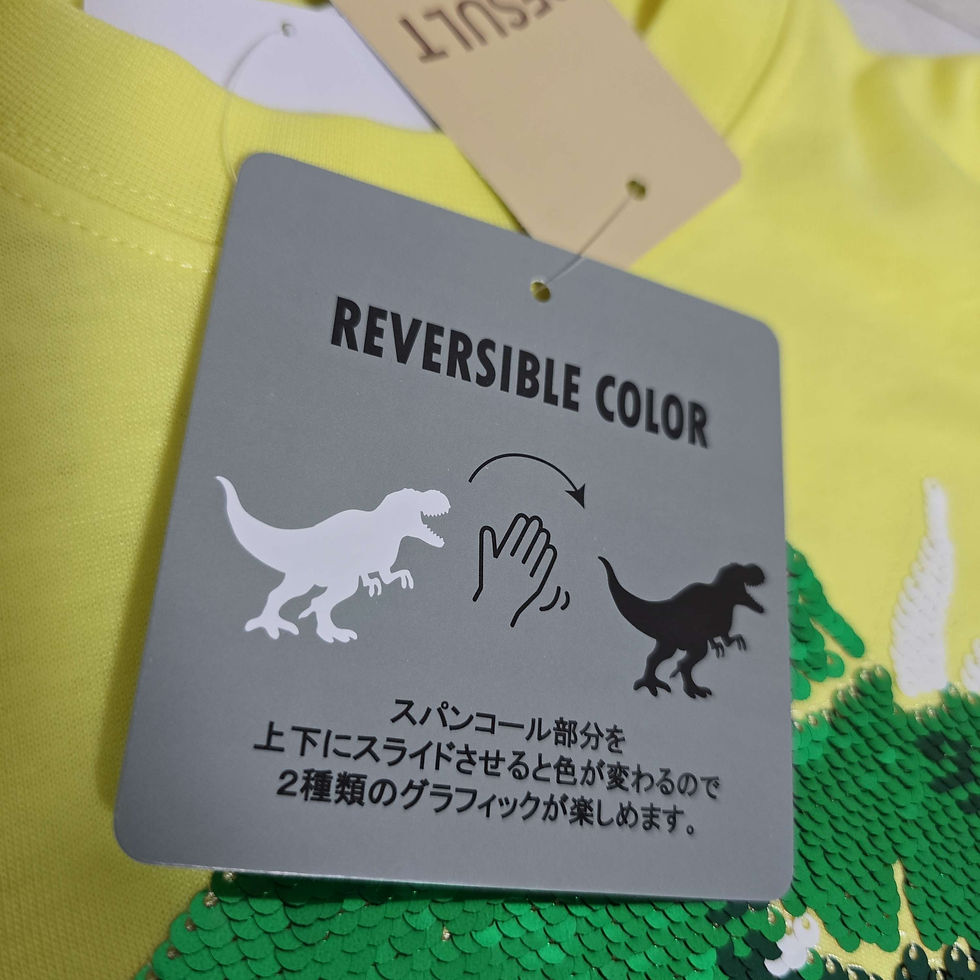 RESULT
REVERSIBLE COLOR
スパンコール部分を
上下にスライドさせると色が変わるので
2種類のグラフィックが楽しめます。